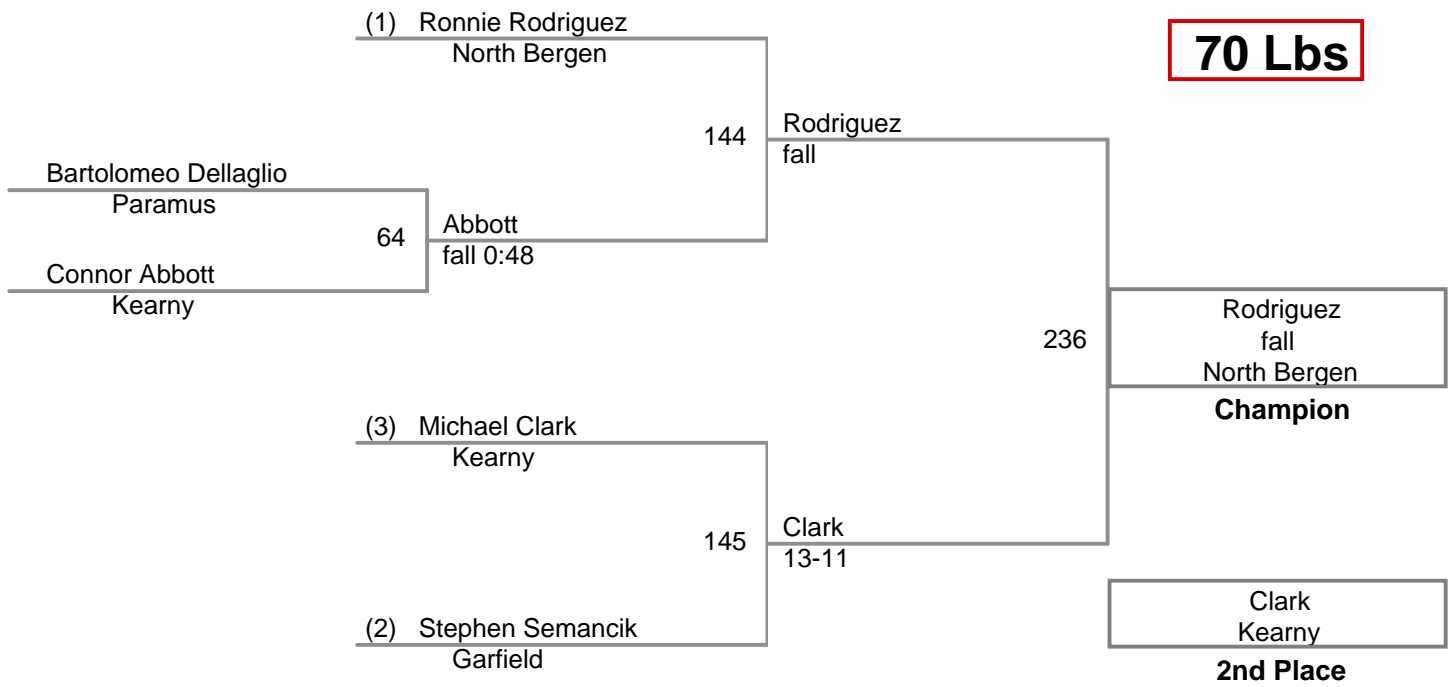 (1) Ronnie Rodriguez
North Bergen
70 Lbs
144
Rodriguez
fall
Bartolomeo Dellaglio
Paramus
64
Abbott
fall 0:48
Connor Abbott
Kearny
236
Rodriguez
fall
North Bergen
Champion
(3) Michael Clark
Kearny
145
Clark
13-11
(2) Stephen Semancik
Garfield
Clark
Kearny
2nd Place